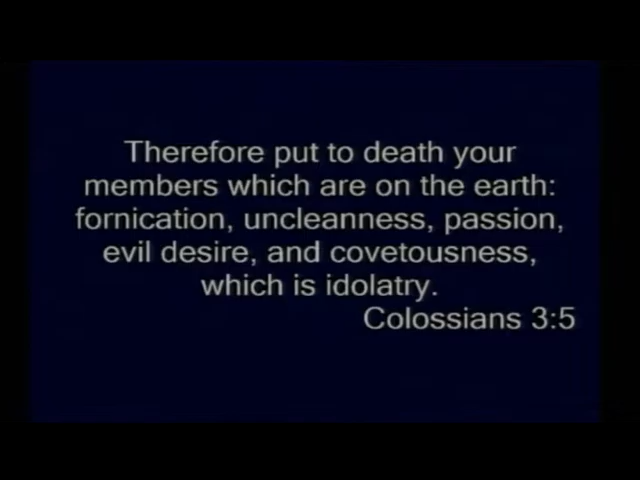 Therefore put to death your
members which are on the earth:
fornication, uncleanness, passion,
evil desire, and covetousness,
which is idolatry.
Colossians 3:5